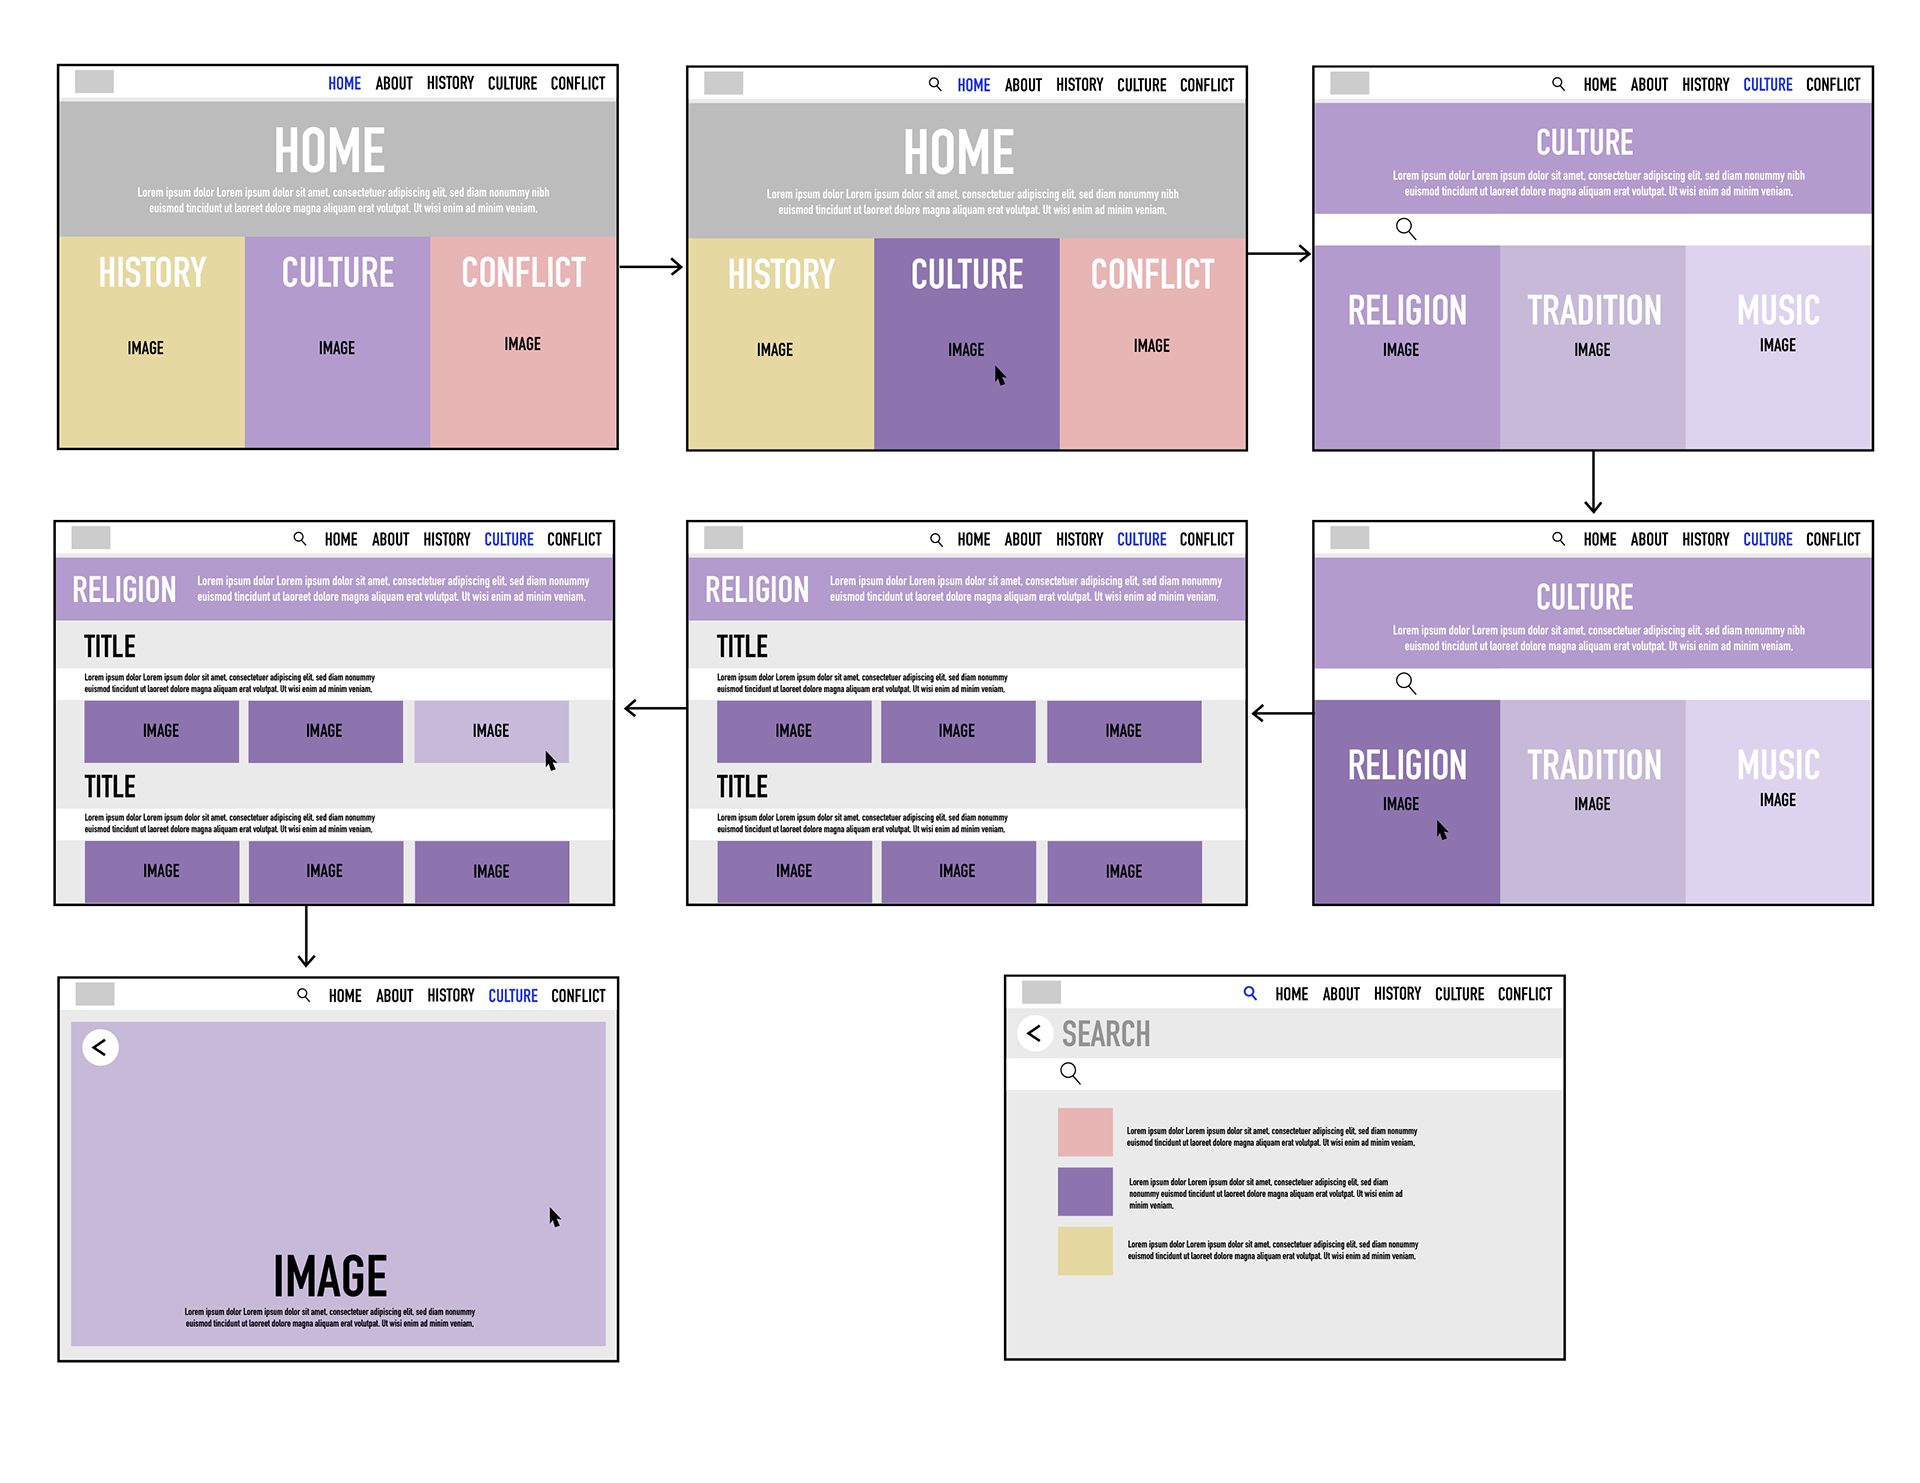 HOME ABOUT HISTORY CULTURE CONFLICT
HOME
Lorem ipsum dolor Lorem ipsum dolor sit amet, consectetuer adipiscing elit, sed diam nonummy nibh
euismod tincidunt ut laoreet dolore magna aliquam erat volutpat. Ut wisi enim ad minim veniam,
HISTORY CULTURE CONFLICT
IMAGE IMAGE IMAGE
HOME ABOUT HISTORY CULTURE CONFLICT
HOME
Lorem ipsum dolor Lorem ipsum dolor sit amet, consectetuer adipiscing elit, sed diam nonummy nibh
euismod tincidunt ut laoreet dolore magna aliquam erat volutpat. Ut wisi enim ad minim veniam,
HISTORY CULTURE CONFLICT
IMAGE IMAGE IMAGE
HOME ABOUT HISTORY CULTURE CONFLICT
CULTURE
Lorem ipsum dolor Lorem ipsum dolor sit amet, consectetuer adipiscing elit, sed diam nonummy nibh
euismod tincidunt ut laoreet dolore magna aliquam erat volutpat. Ut wisi enim ad minim veniam,
RELIGION TRADITION MUSIC
IMAGE IMAGE IMAGE
HOME ABOUT HISTORY CULTURE CONFLICT
RELIGION
Lorem ipsum dolor Lorem ipsum dolor sit amet, consectetuer adipiscing elit, sed diam nonummy
euismod tincidunt ut laoreet dolore magna aliquam erat volutpat. Ut wisi enim ad minim veniam,
TITLE
Lorem ipsum dolor Lorem ipsum dolor sit amet, consectetuer adipiscing elit, sed diam nonummy
euismod tincidunt ut laoreet dolore magna aliquam erat volutpat. Ut wisi enim ad minim veniam,
IMAGE IMAGE IMAGE
TITLE
Lorem ipsum dolor Lorem ipsum dolor sit amet, consectetuer adipiscing elit, sed diam nonummy
euismod tincidunt ut laoreet dolore magna aliquam erat volutpat. Ut wisi enim ad minim veniam,
IMAGE IMAGE IMAGE
HOME ABOUT HISTORY CULTURE CONFLICT
RELIGION
Lorem ipsum dolor Lorem ipsum dolor sit amet, consectetuer adipiscing elit, sed diam nonummy
euismod tincidunt ut laoreet dolore magna aliquam erat volutpat. Ut wisi enim ad minim veniam,
TITLE
Lorem ipsum dolor Lorem ipsum dolor sit amet, consectetuer adipiscing elit, sed diam nonummy
euismod tincidunt ut laoreet dolore magna aliquam erat volutpat. Ut wisi enim ad minim veniam,
IMAGE IMAGE IMAGE
TITLE
Lorem ipsum dolor Lorem ipsum dolor sit amet, consectetuer adipiscing elit, sed diam nonummy
euismod tincidunt ut laoreet dolore magna aliquam erat volutpat. Ut wisi enim ad minim veniam,
IMAGE IMAGE IMAGE
HOME ABOUT HISTORY CULTURE CONFLICT
CULTURE
Lorem ipsum dolor Lorem ipsum dolor sit amet, consectetuer adipiscing elit, sed diam nonummy nibh
euismod tincidunt ut laoreet dolore magna aliquam erat volutpat. Ut wisi enim ad minim veniam,
RELIGION TRADITION MUSIC
IMAGE IMAGE IMAGE
HOME ABOUT HISTORY CULTURE CONFLICT
IMAGE
Lorem ipsum dolor Lorem ipsum dolor sit amet, consectetuer adipiscing elit, sed diam nonummy
euismod tincidunt ut laoreet dolore magna aliquam erat volutpat. Ut wisi enim ad minim veniam,
HOME ABOUT HISTORY CULTURE CONFLICT
SEARCH
Lorem ipsum dolor Lorem ipsum dolor sit amet, consectetuer adipiscing elit, sed diam nonummy
euismod tincidunt ut laoreet dolore magna aliquam erat volutpat. Ut wisi enim ad minim veniam,
Lorem ipsum dolor Lorem ipsum dolor sit amet, consectetuer adipiscing elit, sed diam
nonummy euismod tincidunt ut laoreet dolore magna aliquam erat volutpat. Ut wisi enim ad
minim veniam,
Lorem ipsum dolor Lorem ipsum dolor sit amet, consectetuer adipiscing elit, sed diam nonummy
euismod tincidunt ut laoreet dolore magna aliquam erat volutpat. Ut wisi enim ad minim veniam,